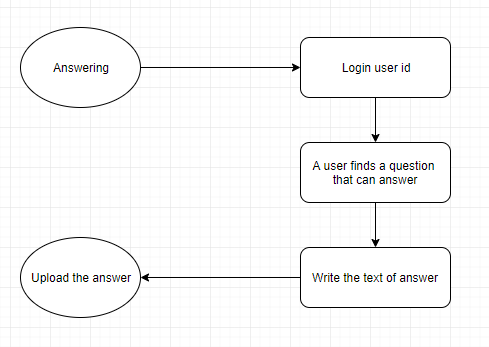 Answering
Login user id
A user finds a question
that can answer
Write the text of answer
Upload the answer